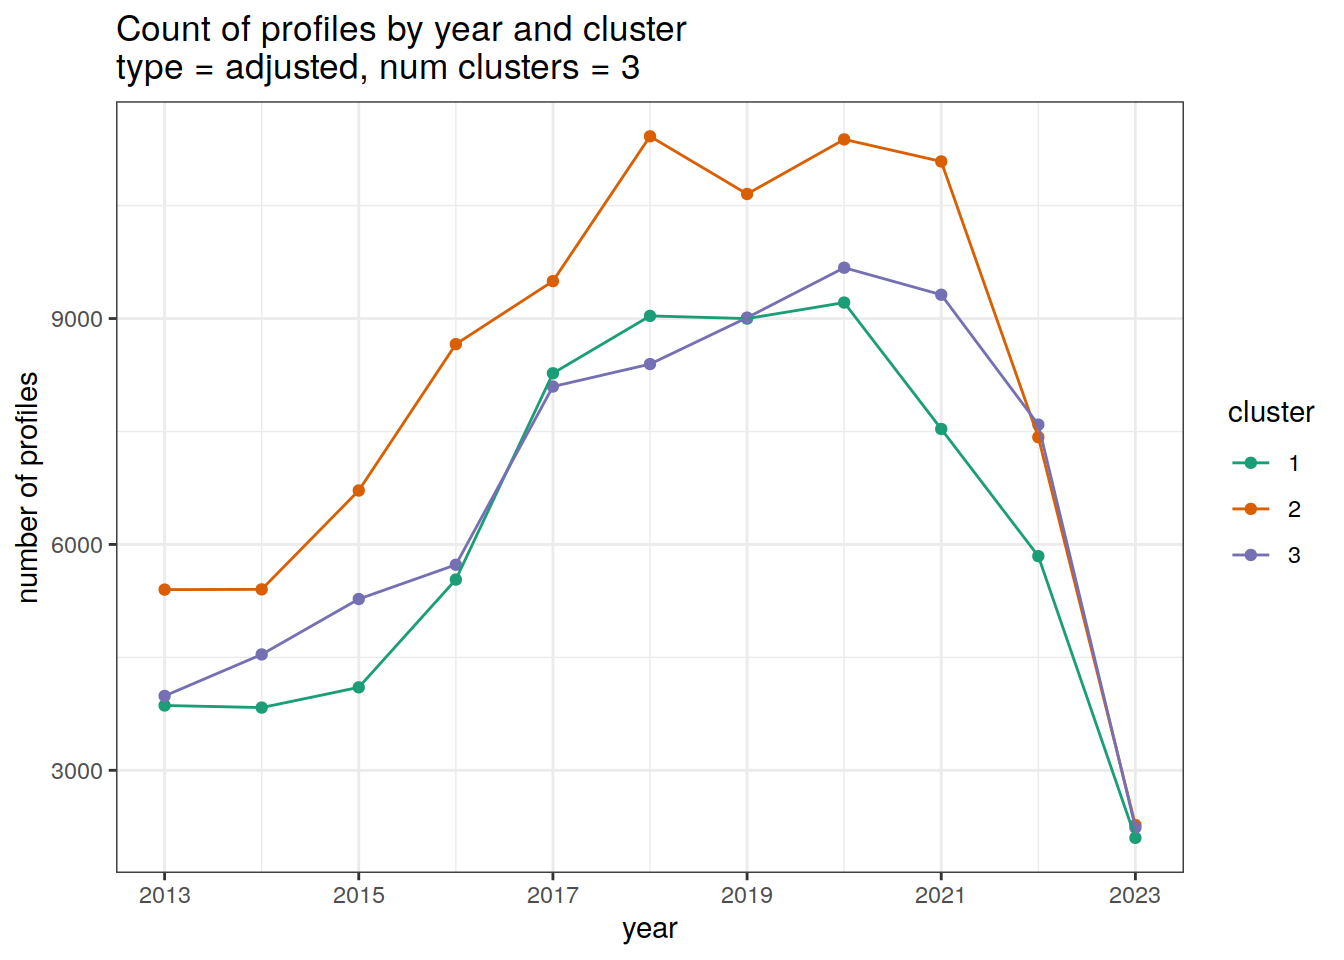 Count of profiles by year and cluster
type = adjusted, num clusters = 3
9000
6000
3000
number of profiles
2013
2015
2017
2019
2021
2023
year
cluster
1
2
3